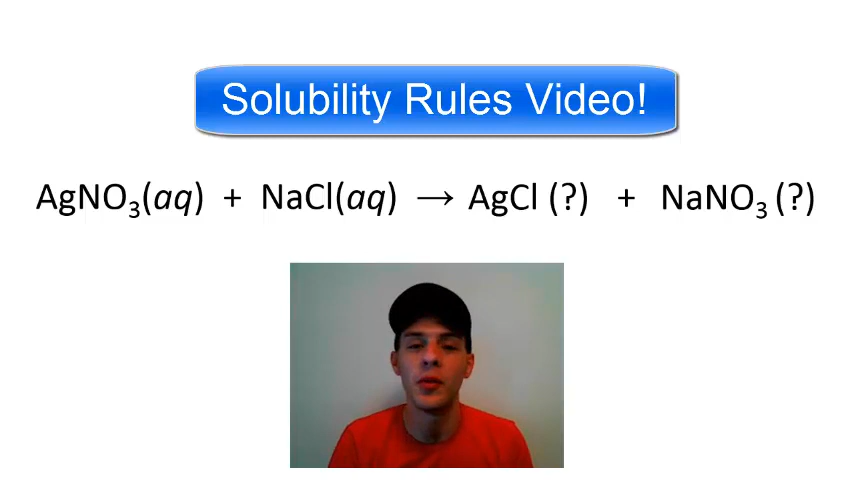 Solubility Rules Video!
AgNO₃(aq) + NaCl(aq) → AgCl (?) + NaNO₃ (?)